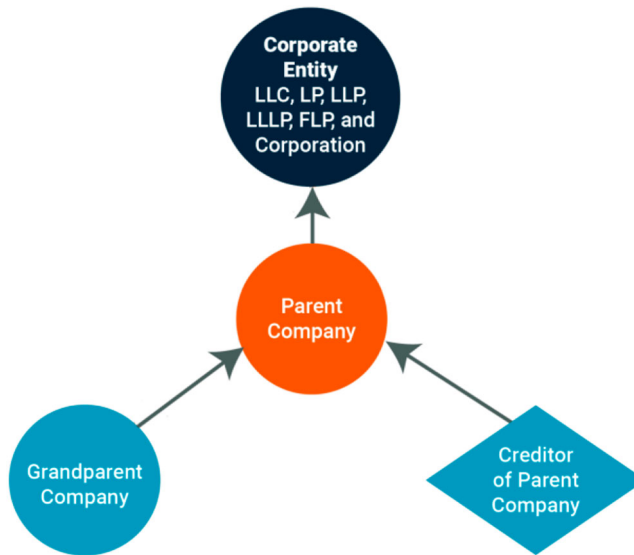 Corporate
Entity
LLC, LP, LLP,
LLLP, FLP, and
Corporation
Parent
Company
Grandparent
Company
Creditor
of Parent
Company